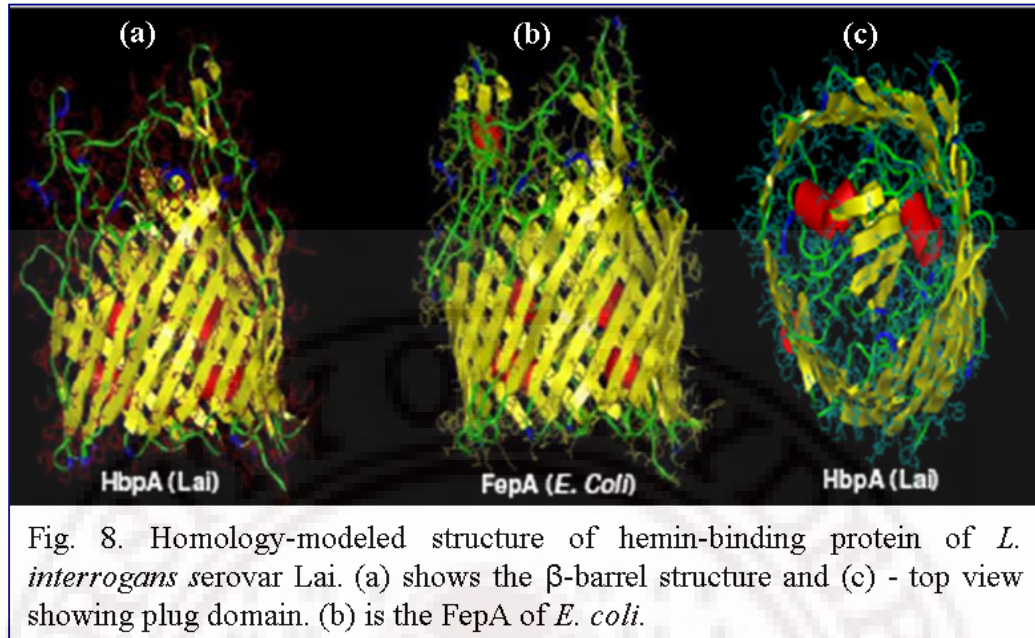 (a) (b) (c)
HbpA (Lai) FepA (E. Coli) HbpA (Lai)
Fig. 8. Homology-modeled structure of hemin-binding protein of L.
interrogans serovar Lai. (a) shows the β-barrel structure and (c) - top view
showing plug domain. (b) is the FepA of E. coli.